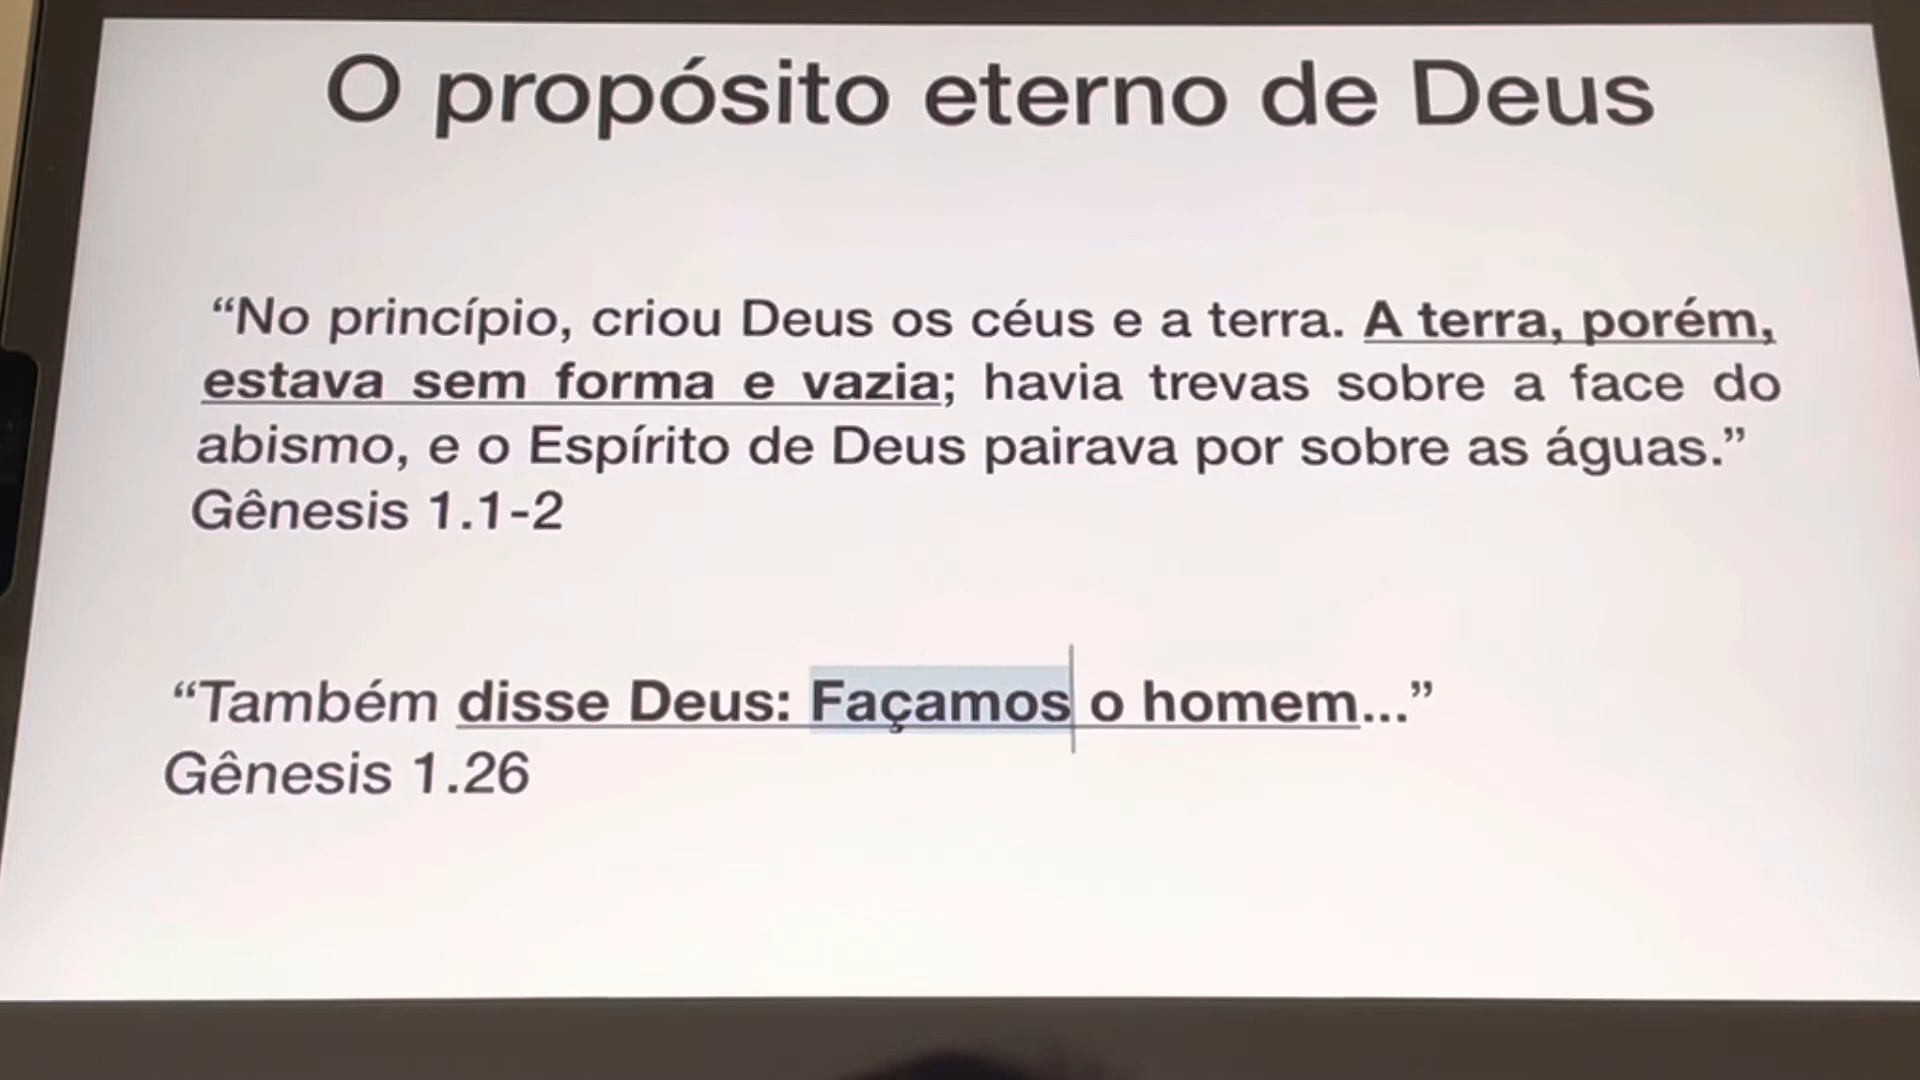 O propósito eterno de Deus
“No princípio, criou Deus os céus e a terra. A terra, porém,
estava sem forma e vazia; havia trevas sobre a face do
abismo, e o Espírito de Deus pairava por sobre as águas.”
Gênesis 1.1-2
“Também disse Deus: Façamos o homem...”
Gênesis 1.26